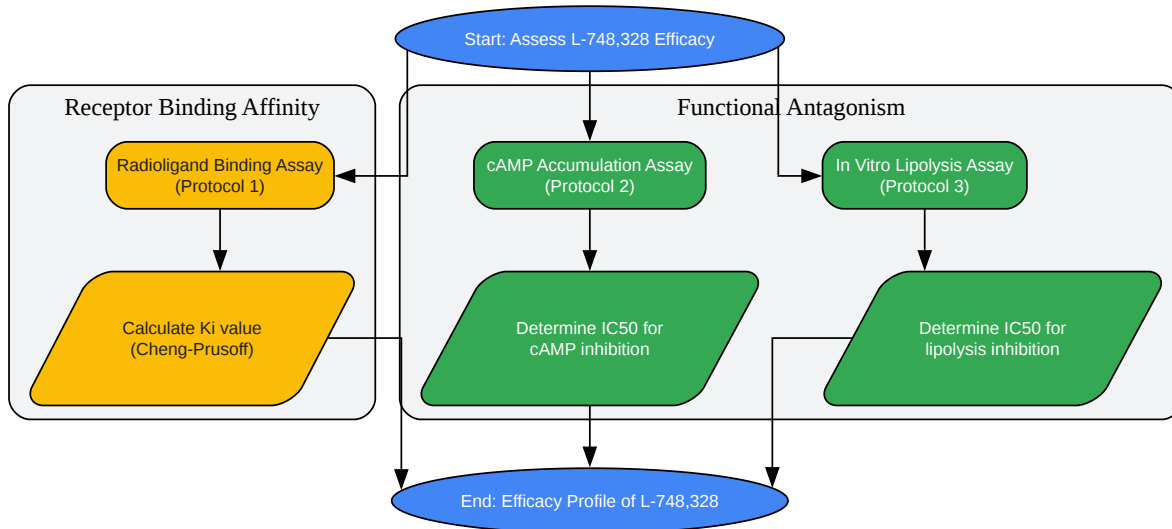 Start: Assess L-748,328 Efficacy
Receptor Binding Affinity
Functional Antagonism
Radioligand Binding Assay
(Protocol 1)
cAMP Accumulation Assay
(Protocol 2)
In Vitro Lipolysis Assay
(Protocol 3)
Calculate Ki value
(Cheng-Prusoff)
Determine IC50 for
cAMP inhibition
Determine IC50 for
lipolysis inhibition
End: Efficacy Profile of L-748,328